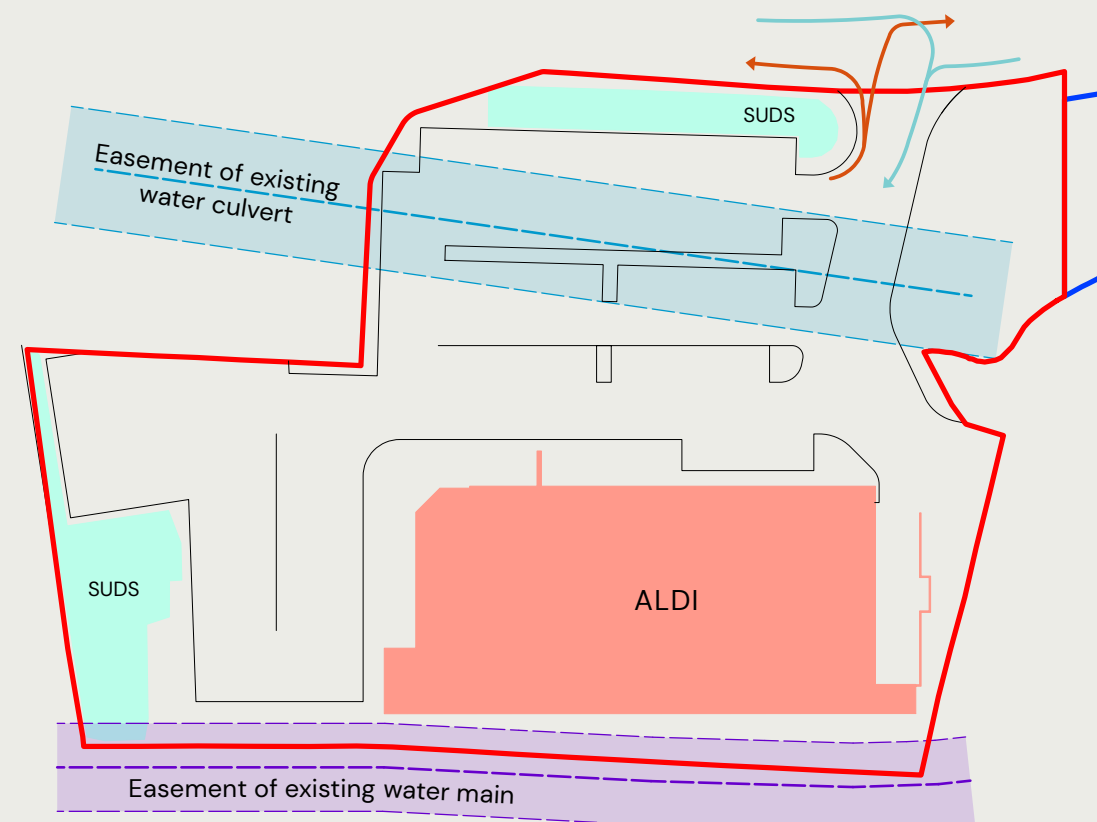 SUDS
Easement of existing
water culvert
SUDS
ALDI
Easement of existing water main